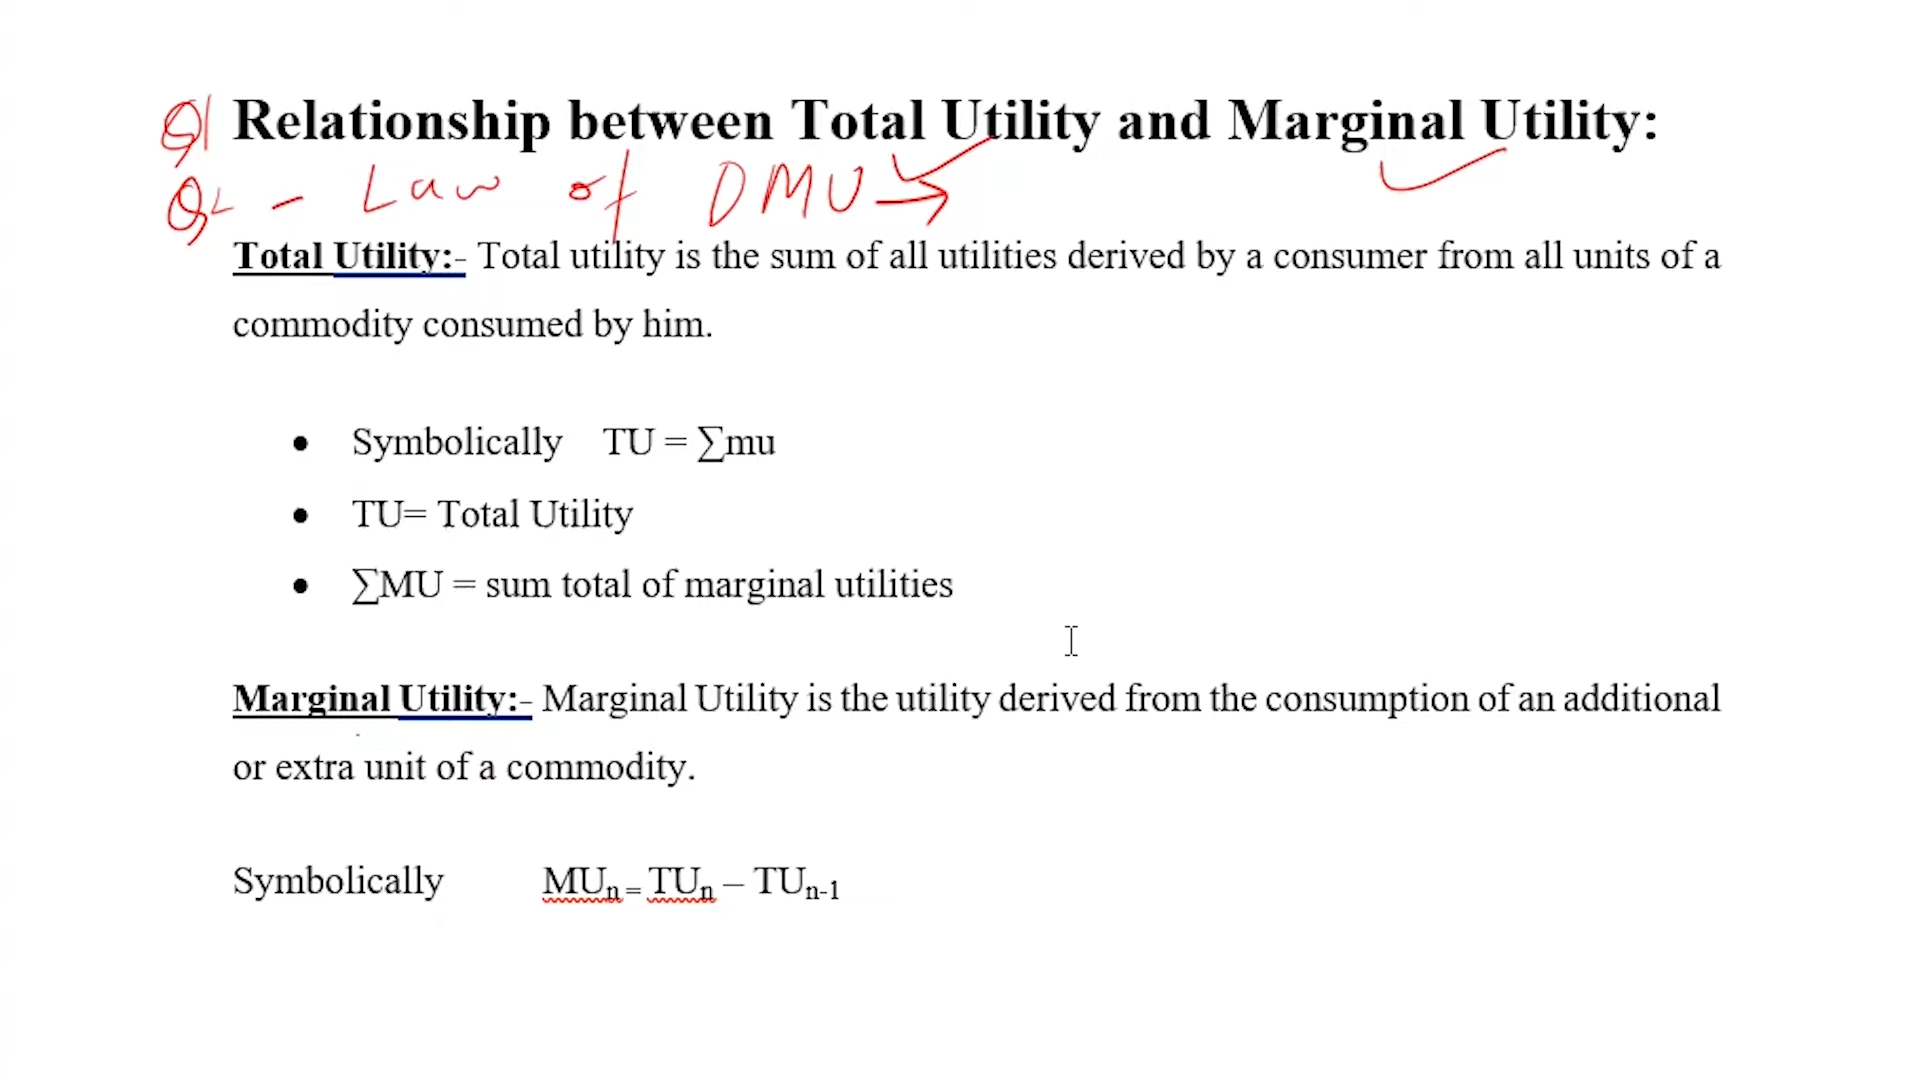 Q1 Relationship between Total Utility and Marginal Utility:
Q2 - Law of DMU →
Total Utility:- Total utility is the sum of all utilities derived by a consumer from all units of a
commodity consumed by him.
• Symbolically TU = ∑mu
• TU= Total Utility
• ∑MU = sum total of marginal utilities
Marginal Utility:- Marginal Utility is the utility derived from the consumption of an additional
or extra unit of a commodity.
Symbolically MUₙ = TUₙ – TUₙ₋₁